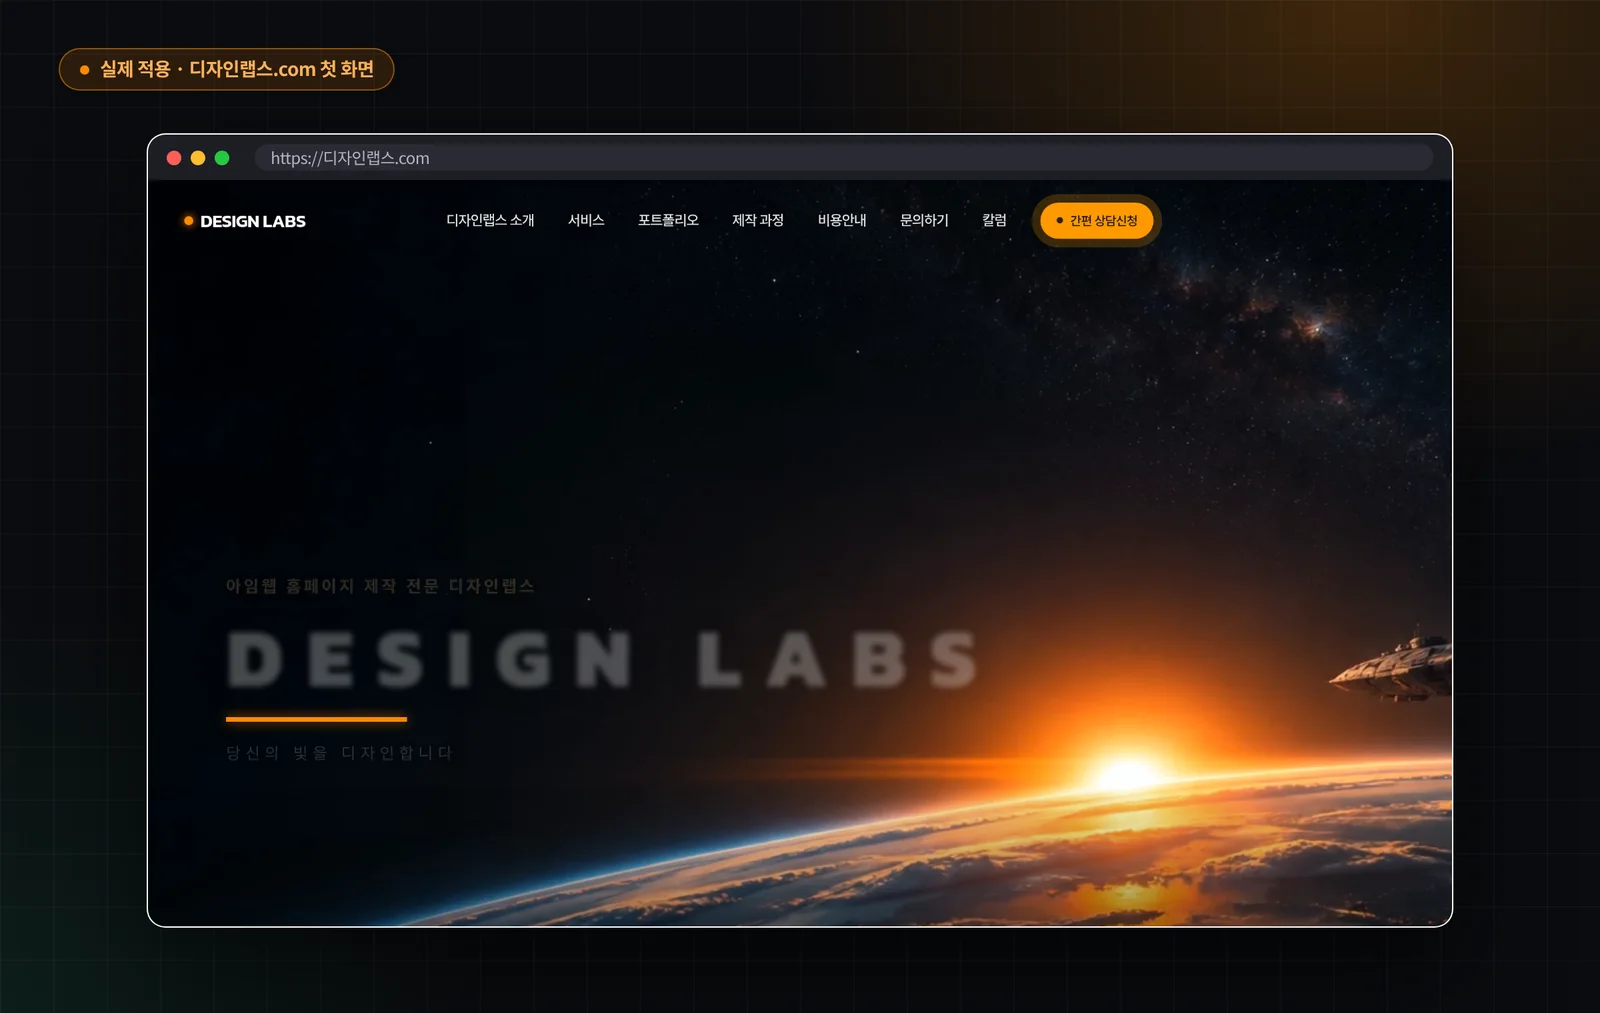 실제 적용 · 디자인랩스.com 첫 화면
https://디자인랩스.com
DESIGN LABS
디자인랩스 소개 서비스 포트폴리오 제작 과정 비용안내 문의하기 칼럼 간편 상담신청
아임웹 홈페이지 제작 전문 디자인랩스
DESIGN LABS
당신의 빛을 디자인합니다